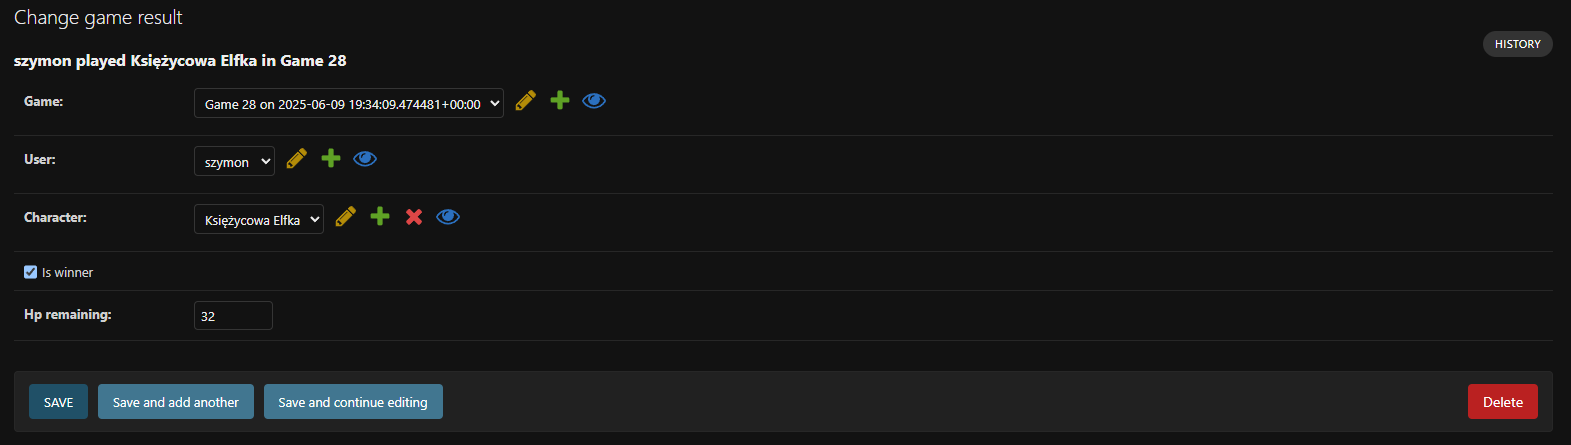 Change game result
HISTORY
szymon played Księżycowa Elfka in Game 28
Game: Game 28 on 2025-06-09 19:34:09.474481+00:00
User: szymon
Character: Księżycowa Elfka
Is winner
Hp remaining: 32
SAVE Save and add another Save and continue editing Delete